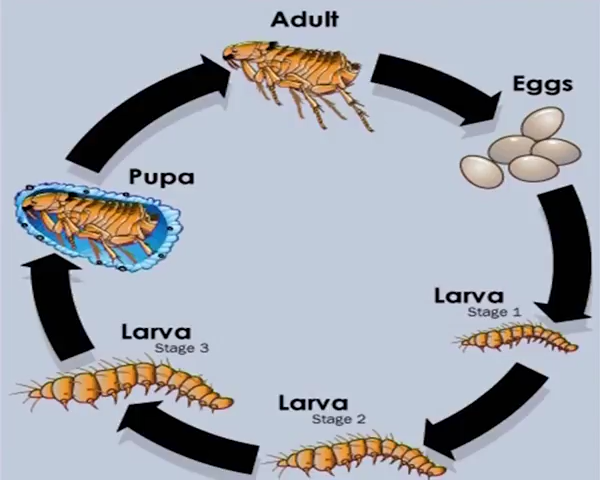 Adult
Eggs
Larva
Stage 1
Larva
Stage 2
Larva
Stage 3
Pupa